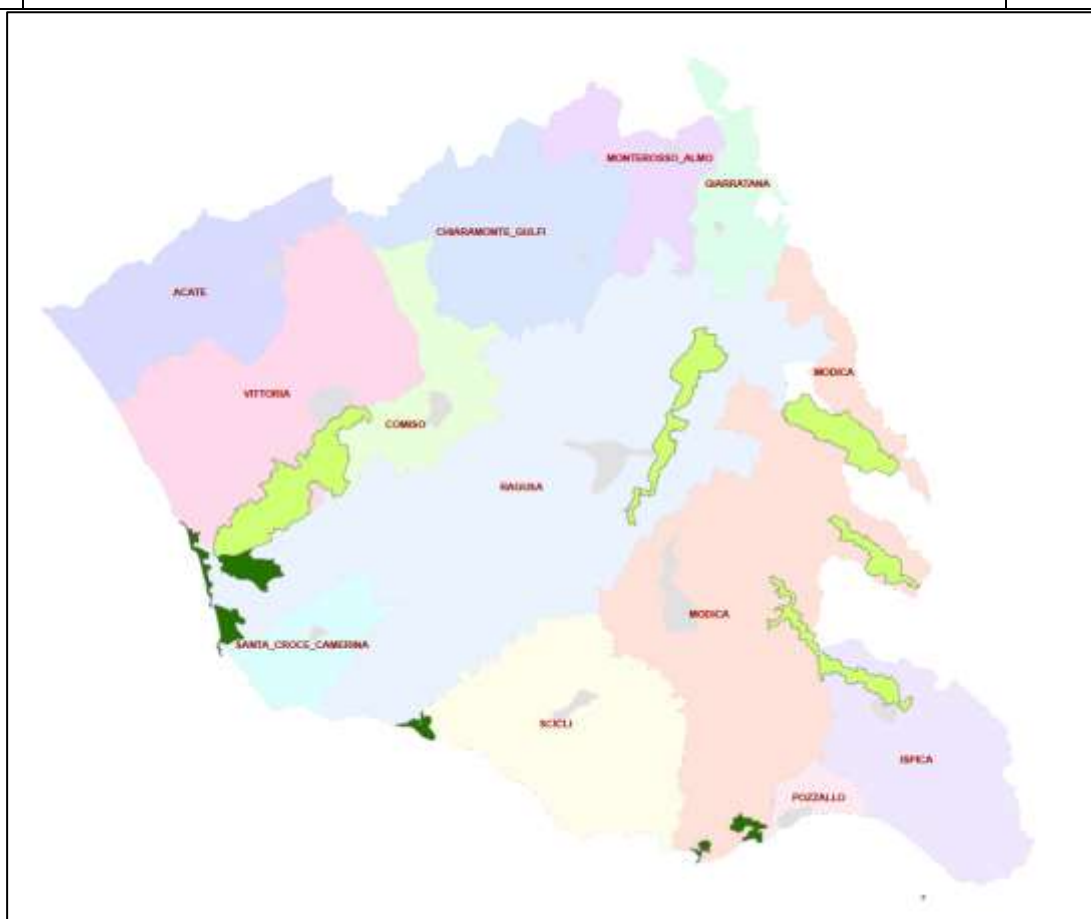 MONTEROSSO_ALMO
GIARRATANA
CHIARAMONTE_GULFI
ACATE
MODICA
VITTORIA
COMISO
RAGUSA
MODICA
SANTA_CROCE_CAMERINA
SCICLI
ISPICA
POZZALLO